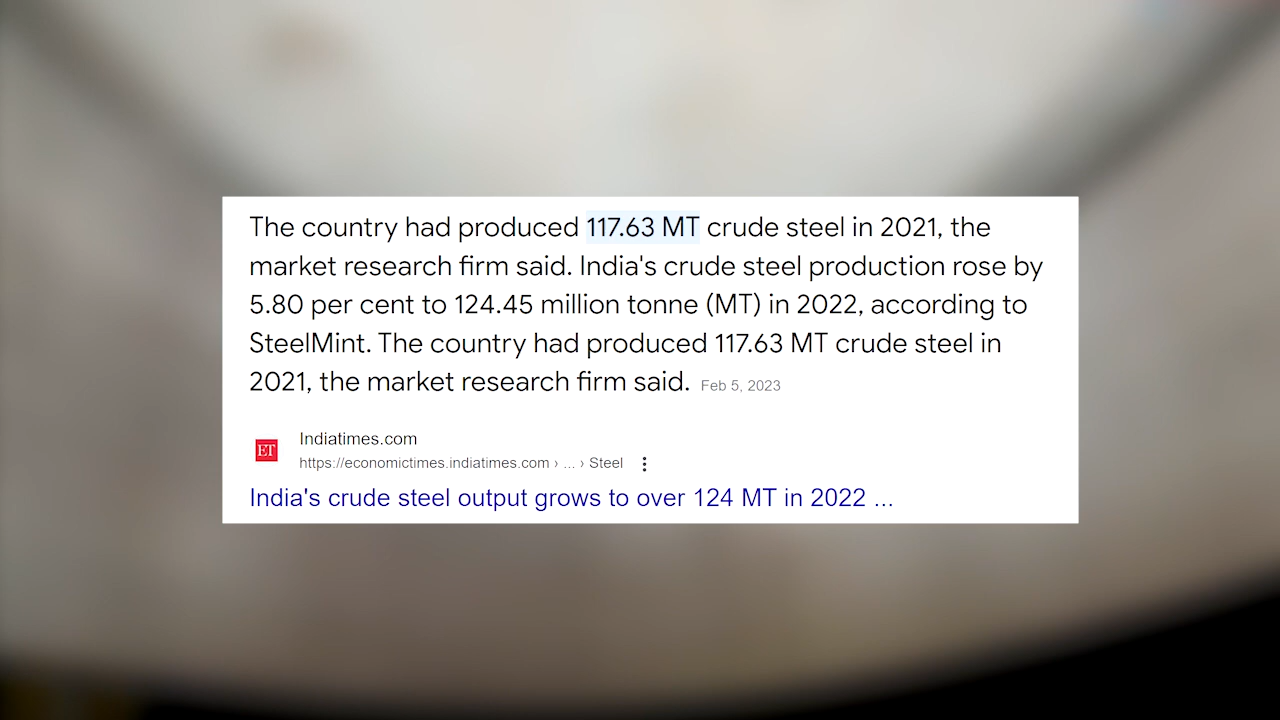 The country had produced 117.63 MT crude steel in 2021, the
market research firm said. India's crude steel production rose by
5.80 per cent to 124.45 million tonne (MT) in 2022, according to
SteelMint. The country had produced 117.63 MT crude steel in
2021, the market research firm said. Feb 5, 2023
ET
Indiatimes.com
https://economictimes.indiatimes.com › ... › Steel
India's crude steel output grows to over 124 MT in 2022 ...